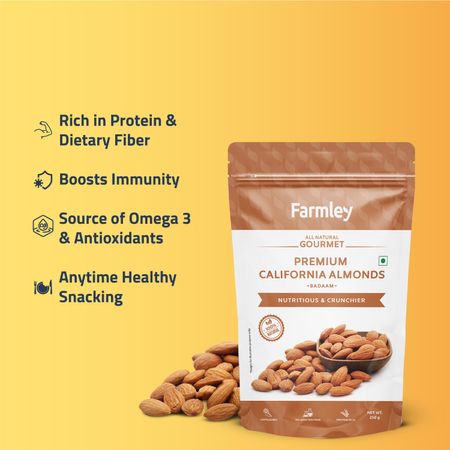 Rich in Protein &
Dietary Fiber
Boosts Immunity
Source of Omega 3
& Antioxidants
Anytime Healthy
Snacking
Farmley
ALL NATURAL
GOURMET
PREMIUM
CALIFORNIA ALMONDS
•BADAAM•
NUTRITIOUS & CRUNCHIER
NET WT.
250 g